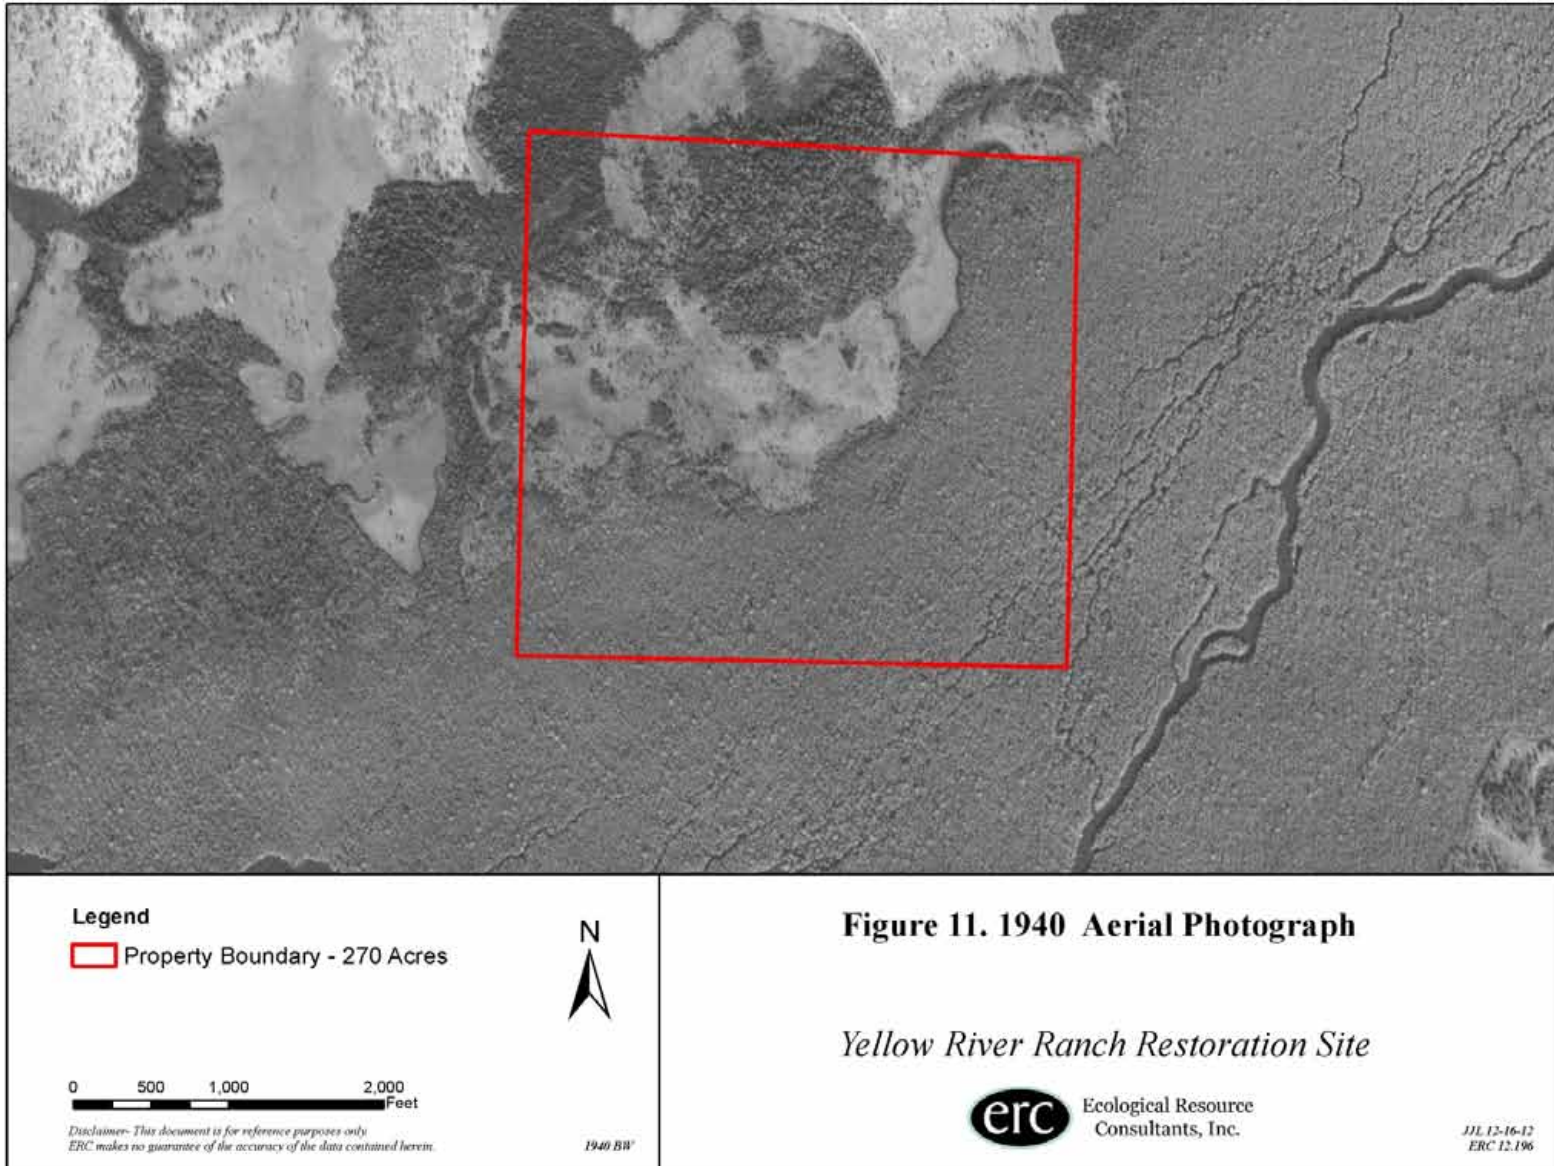 Legend
Property Boundary - 270 Acres
N
0 500 1,000 2,000
Feet
Disclaimer- This document is for reference purposes only
ERC makes no guarantee of the accuracy of the data contained herein.
1940 BW
Figure 11. 1940 Aerial Photograph
Yellow River Ranch Restoration Site
erc
Ecological Resource
Consultants, Inc.
JJL 12-16-12
ERC 12.196